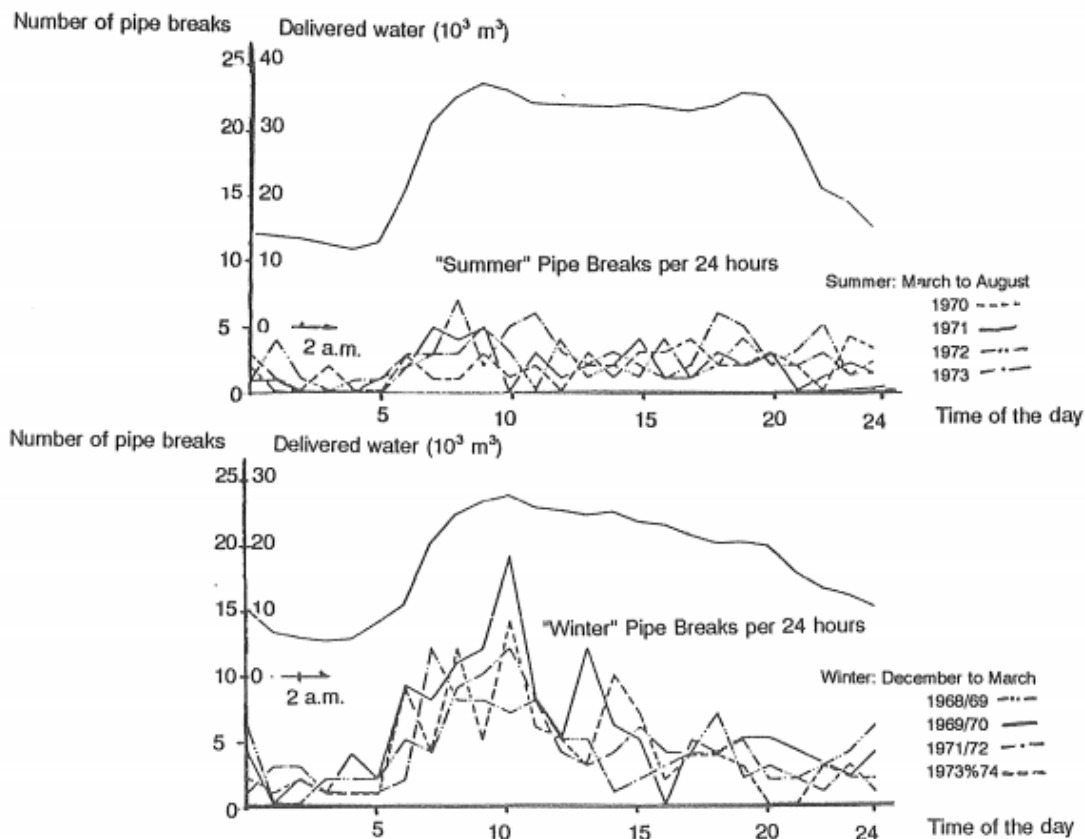 Number of pipe breaks Delivered water (10³ m³)
25 40
20 30
15 20
10 10
"Summer" Pipe Breaks per 24 hours
Summer: March to August
1970
5 0 1971
2 a.m. 1972
1973
0
5 10 15 20 24 Time of the day
Number of pipe breaks Delivered water (10³ m³)
25 30
20 20
15 10
"Winter" Pipe Breaks per 24 hours
10 0 Winter: December to March
2 a.m. 1968/69
1969/70
5 1971/72
1973%74
0
5 10 15 20 24 Time of the day